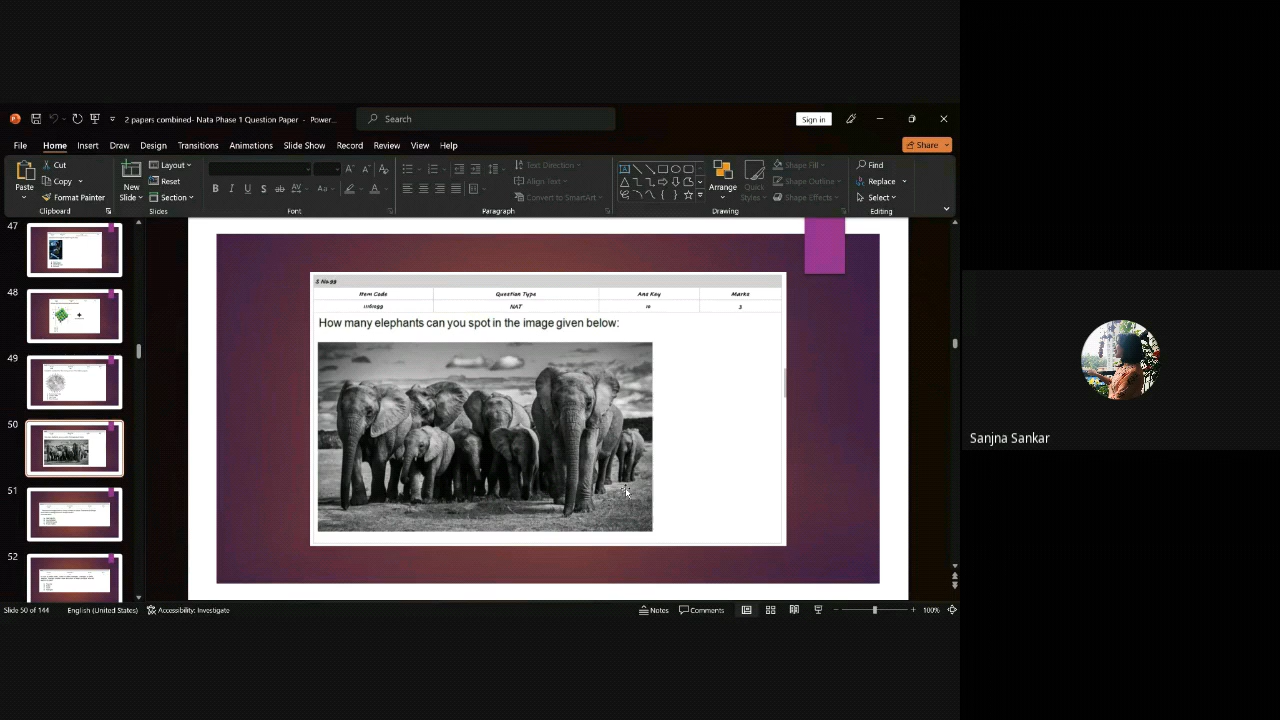 2 papers combined- Nata Phase 1 Question Paper - Power...
Search
Sign in
File Home Insert Draw Design Transitions Animations Slide Show Record Review View Help
Share
Paste
Cut
Copy
Format Painter
Clipboard
New Slide
Layout
Reset
Section
Slides
Font
Text Direction
Align Text
Convert to SmartArt
Paragraph
Arrange
Quick Styles
Shape Fill
Shape Outline
Shape Effects
Drawing
Find
Replace
Select
Editing
47
48
49
50
51
52
S No.99
Item Code Question Type Ans Key Marks
NAT 10 3
How many elephants can you spot in the image given below:
Sanjna Sankar
Slide 50 of 144 English (United States) Accessibility: Investigate Notes Comments 100%